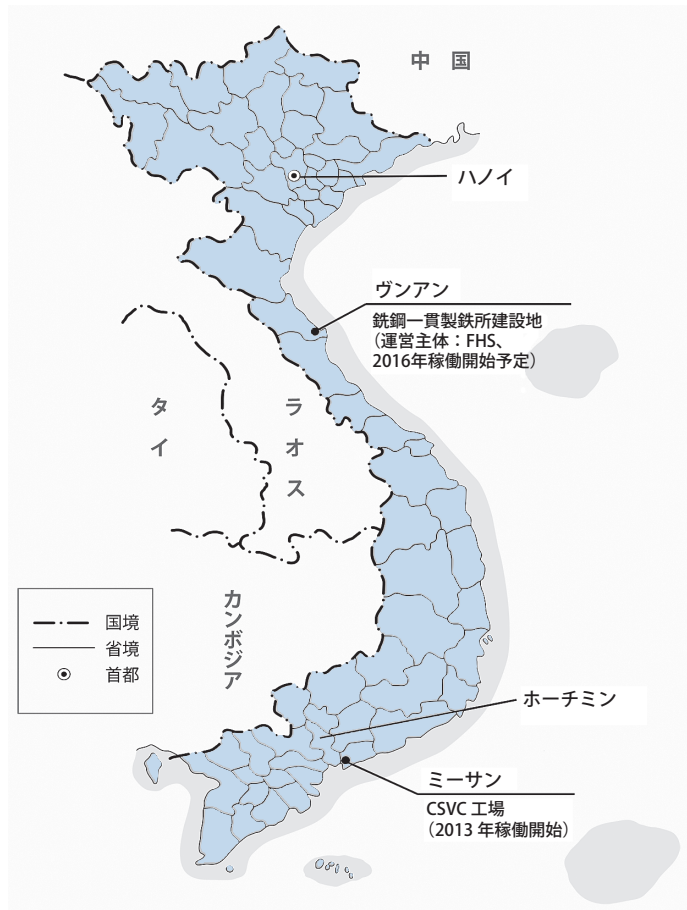 中国
ハノイ
ヴンアン
銑鋼一貫製鉄所建設地
（運営主体：FHS、
2016年稼働開始予定）
タイ
ラオス
カンボジア
国境
省境
首都
ホーチミン
ミーサン
CSVC 工場
（2013 年稼働開始）